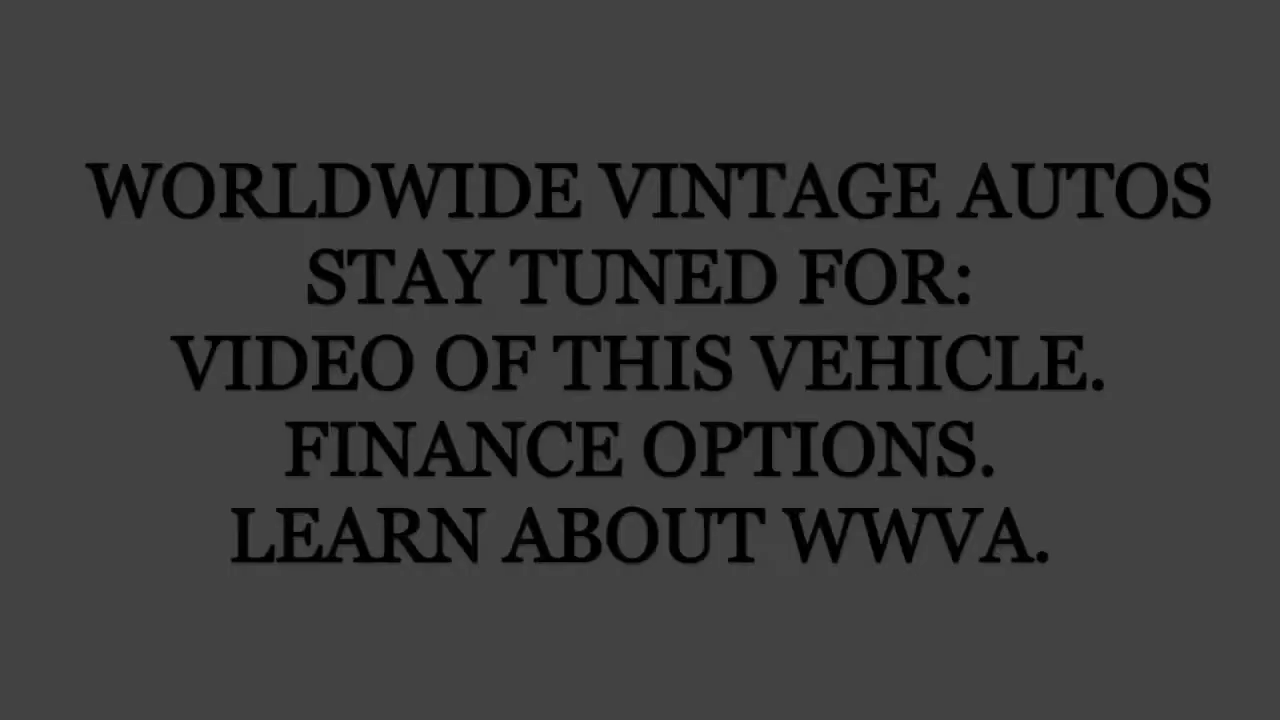 WORLDWIDE VINTAGE AUTOS
STAY TUNED FOR:
VIDEO OF THIS VEHICLE.
FINANCE OPTIONS.
LEARN ABOUT WWVA.